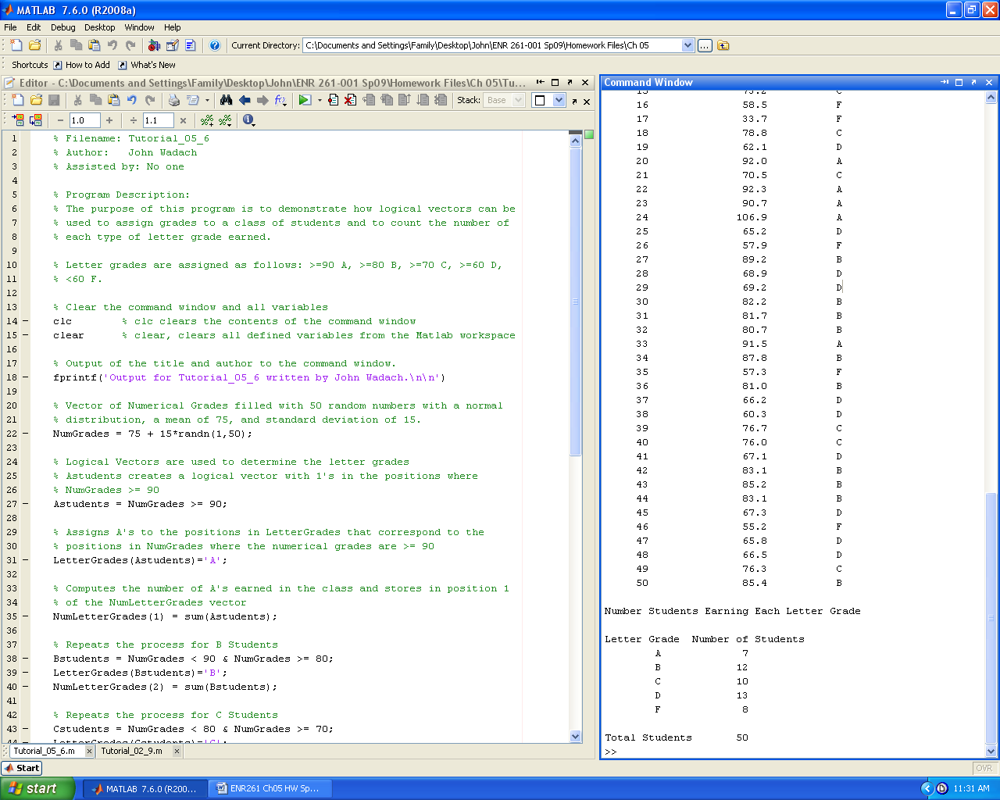 MATLAB 7.6.0 (R2008a)
File Edit Debug Desktop Window Help
Current Directory: C:\Documents and Settings\Family\Desktop\John\ENR 261-001 Sp09\Homework Files\Ch 05 ...
Shortcuts How to Add What's New
Editor - C:\Documents and Settings\Family\Desktop\John\ENR 261-001 Sp09\Homework Files\Ch 05\Tu...
Stack: Base
− 1.0 + ÷ 1.1 ×
1 % Filename: Tutorial_05_6
2 % Author:   John Wadach
3 % Assisted by: No one
4
5 % Program Description:
6 % The purpose of this program is to demonstrate how logical vectors can be
7 % used to assign grades to a class of students and to count the number of
8 % each type of letter grade earned.
9
10 % Letter grades are assigned as follows: >=90 A, >=80 B, >=70 C, >=60 D,
11 % <60 F.
12
13 % Clear the command window and all variables
14 – clc        % clc clears the contents of the command window
15 – clear      % clear, clears all defined variables from the Matlab workspace
16
17 % Output of the title and author to the command window.
18 – fprintf('Output for Tutorial_05_6 written by John Wadach.\n\n')
19
20 % Vector of Numerical Grades filled with 50 random numbers with a normal
21 % distribution, a mean of 75, and standard deviation of 15.
22 – NumGrades = 75 + 15*randn(1,50);
23
24 % Logical Vectors are used to determine the letter grades
25 % Astudents creates a logical vector with 1's in the positions where
26 % NumGrades >= 90
27 – Astudents = NumGrades >= 90;
28
29 % Assigns A's to the positions in LetterGrades that correspond to the
30 % positions in NumGrades where the numerical grades are >= 90
31 – LetterGrades(Astudents)='A';
32
33 % Computes the number of A's earned in the class and stores in position 1
34 % of the NumLetterGrades vector
35 – NumLetterGrades(1) = sum(Astudents);
36
37 % Repeats the process for B Students
38 – Bstudents = NumGrades < 90 & NumGrades >= 80;
39 – LetterGrades(Bstudents)='B';
40 – NumLetterGrades(2) = sum(Bstudents);
41
42 % Repeats the process for C Students
43 – Cstudents = NumGrades < 80 & NumGrades >= 70;
44 – LetterGrades(Cstudents)='C';
Tutorial_05_6.m × Tutorial_02_9.m ×
Command Window
15 73.2 C
16 58.5 F
17 33.7 F
18 78.8 C
19 62.1 D
20 92.0 A
21 70.5 C
22 92.3 A
23 90.7 A
24 106.9 A
25 65.2 D
26 57.9 F
27 89.2 B
28 68.9 D
29 69.2 D
30 82.2 B
31 81.7 B
32 80.7 B
33 91.5 A
34 87.8 B
35 57.3 F
36 81.0 B
37 66.2 D
38 60.3 D
39 76.7 C
40 76.0 C
41 67.1 D
42 83.1 B
43 85.2 B
44 83.1 B
45 67.3 D
46 55.2 F
47 65.8 D
48 66.5 D
49 76.3 C
50 85.4 B
Number Students Earning Each Letter Grade
Letter Grade Number of Students
A 7
B 12
C 10
D 13
F 8
Total Students 50
>>
Start OVR
start MATLAB 7.6.0 (R200... ENR261 Ch05 HW Sp... 11:31 AM